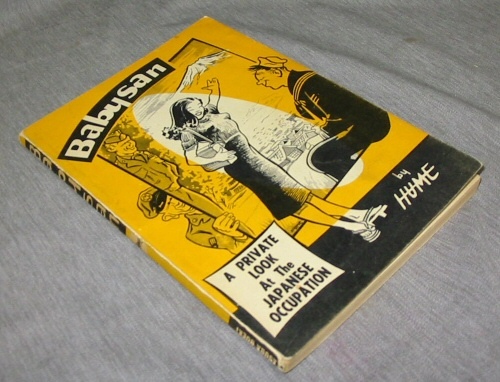 Babysan
by HUME
A PRIVATE
LOOK
At The
JAPANESE
OCCUPATION